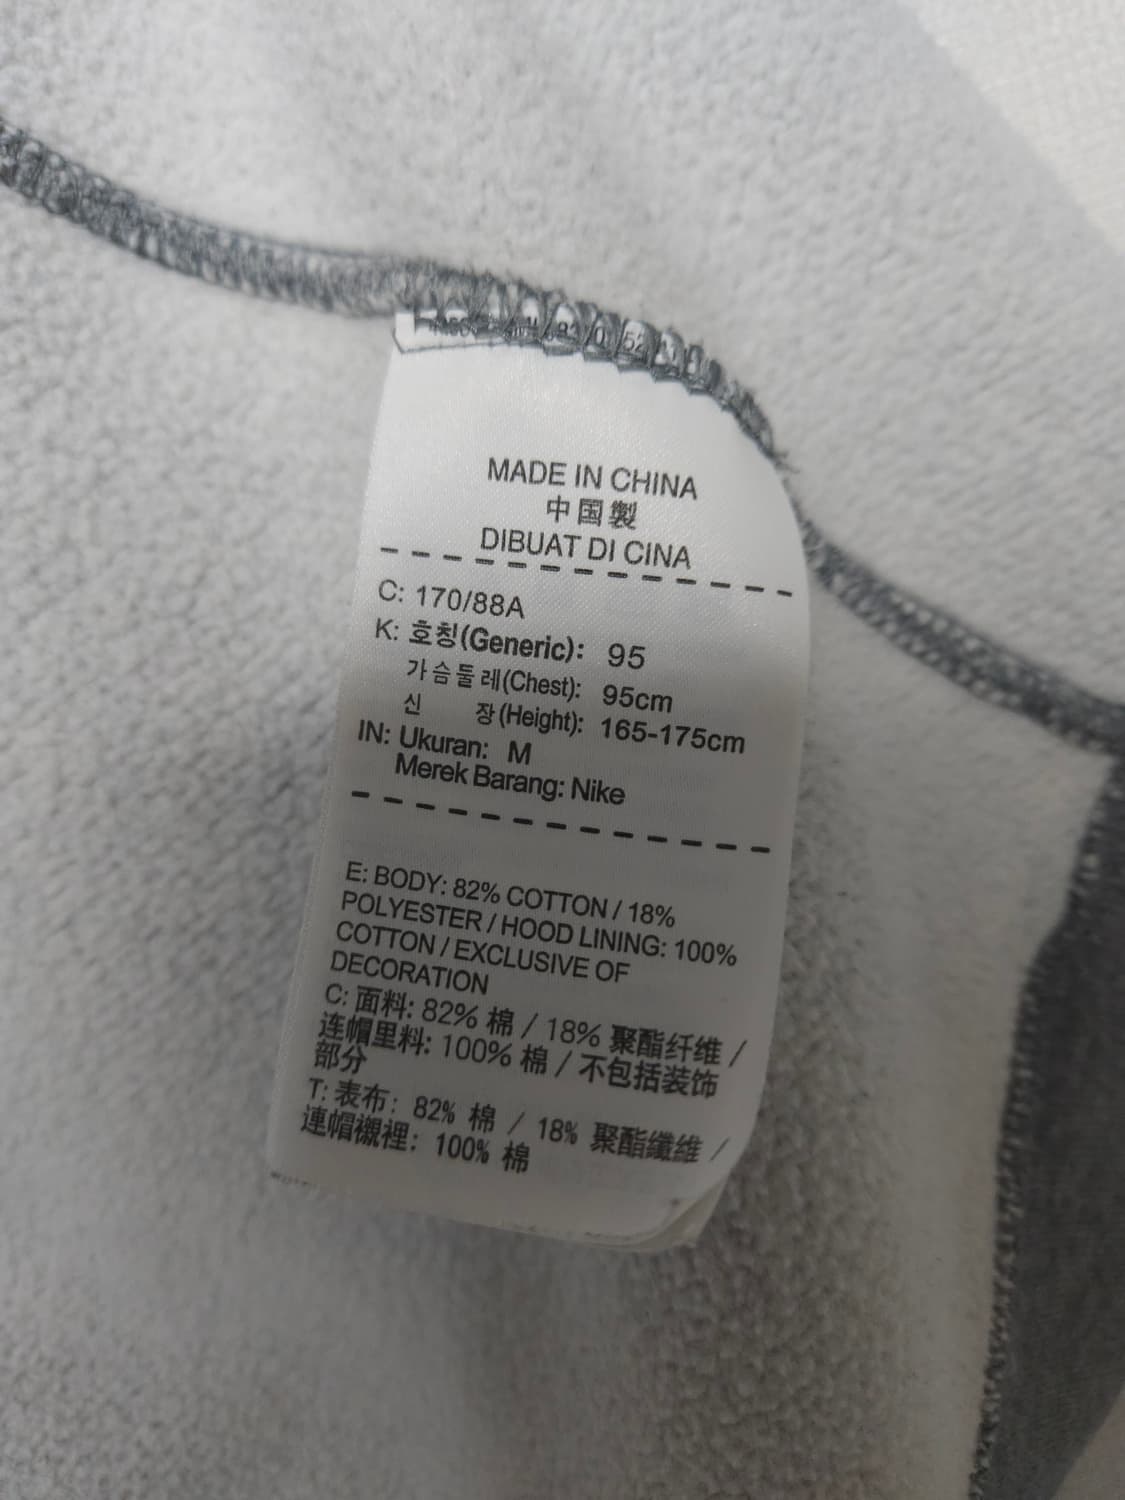 MADE IN CHINA
中国製
DIBUAT DI CINA
C: 170/88A
K: 호칭(Generic): 95
가슴둘레(Chest): 95cm
신 장(Height): 165-175cm
IN: Ukuran: M
Merek Barang: Nike
E: BODY: 82% COTTON / 18%
POLYESTER / HOOD LINING: 100%
COTTON / EXCLUSIVE OF
DECORATION
C: 面料: 82% 棉 / 18% 聚酯纤维 /
连帽里料: 100% 棉 / 不包括装饰
部分
T: 表布: 82% 棉 / 18% 聚酯纖維 /
連帽襯裡: 100% 棉